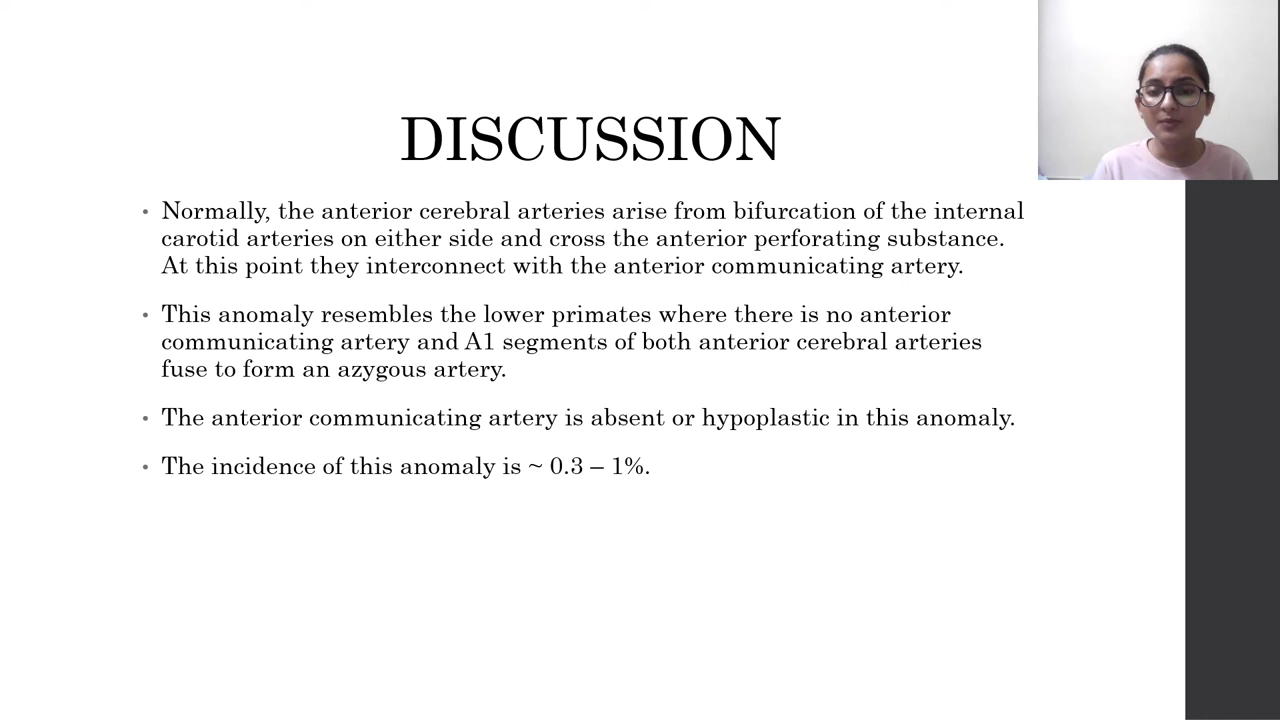 DISCUSSION
• Normally, the anterior cerebral arteries arise from bifurcation of the internal
carotid arteries on either side and cross the anterior perforating substance.
At this point they interconnect with the anterior communicating artery.
• This anomaly resembles the lower primates where there is no anterior
communicating artery and A1 segments of both anterior cerebral arteries
fuse to form an azygous artery.
• The anterior communicating artery is absent or hypoplastic in this anomaly.
• The incidence of this anomaly is ~ 0.3 – 1%.